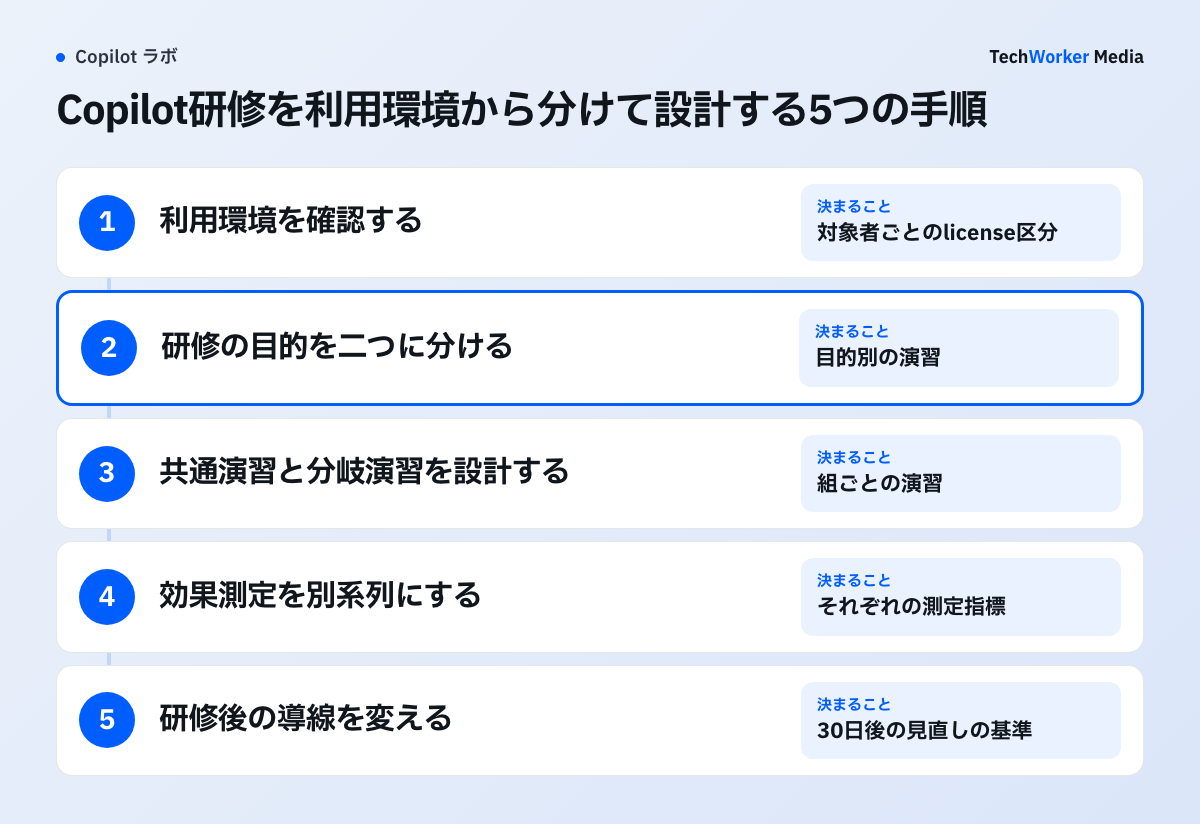 Copilot ラボ
TechWorker Media
Copilot研修を利用環境から分けて設計する5つの手順
1
利用環境を確認する
決まること
対象者ごとのlicense区分
2
研修の目的を二つに分ける
決まること
目的別の演習
3
共通演習と分岐演習を設計する
決まること
組ごとの演習
4
効果測定を別系列にする
決まること
それぞれの測定指標
5
研修後の導線を変える
決まること
30日後の見直しの基準